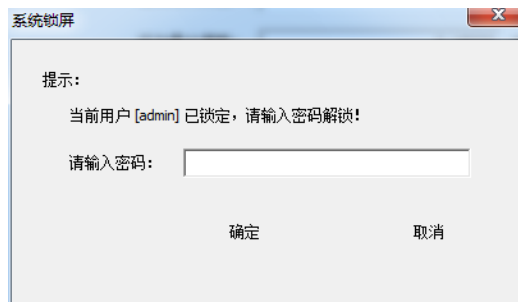 系统锁屏
提示：
当前用户 [admin] 已锁定，请输入密码解锁！
请输入密码：
确定
取消